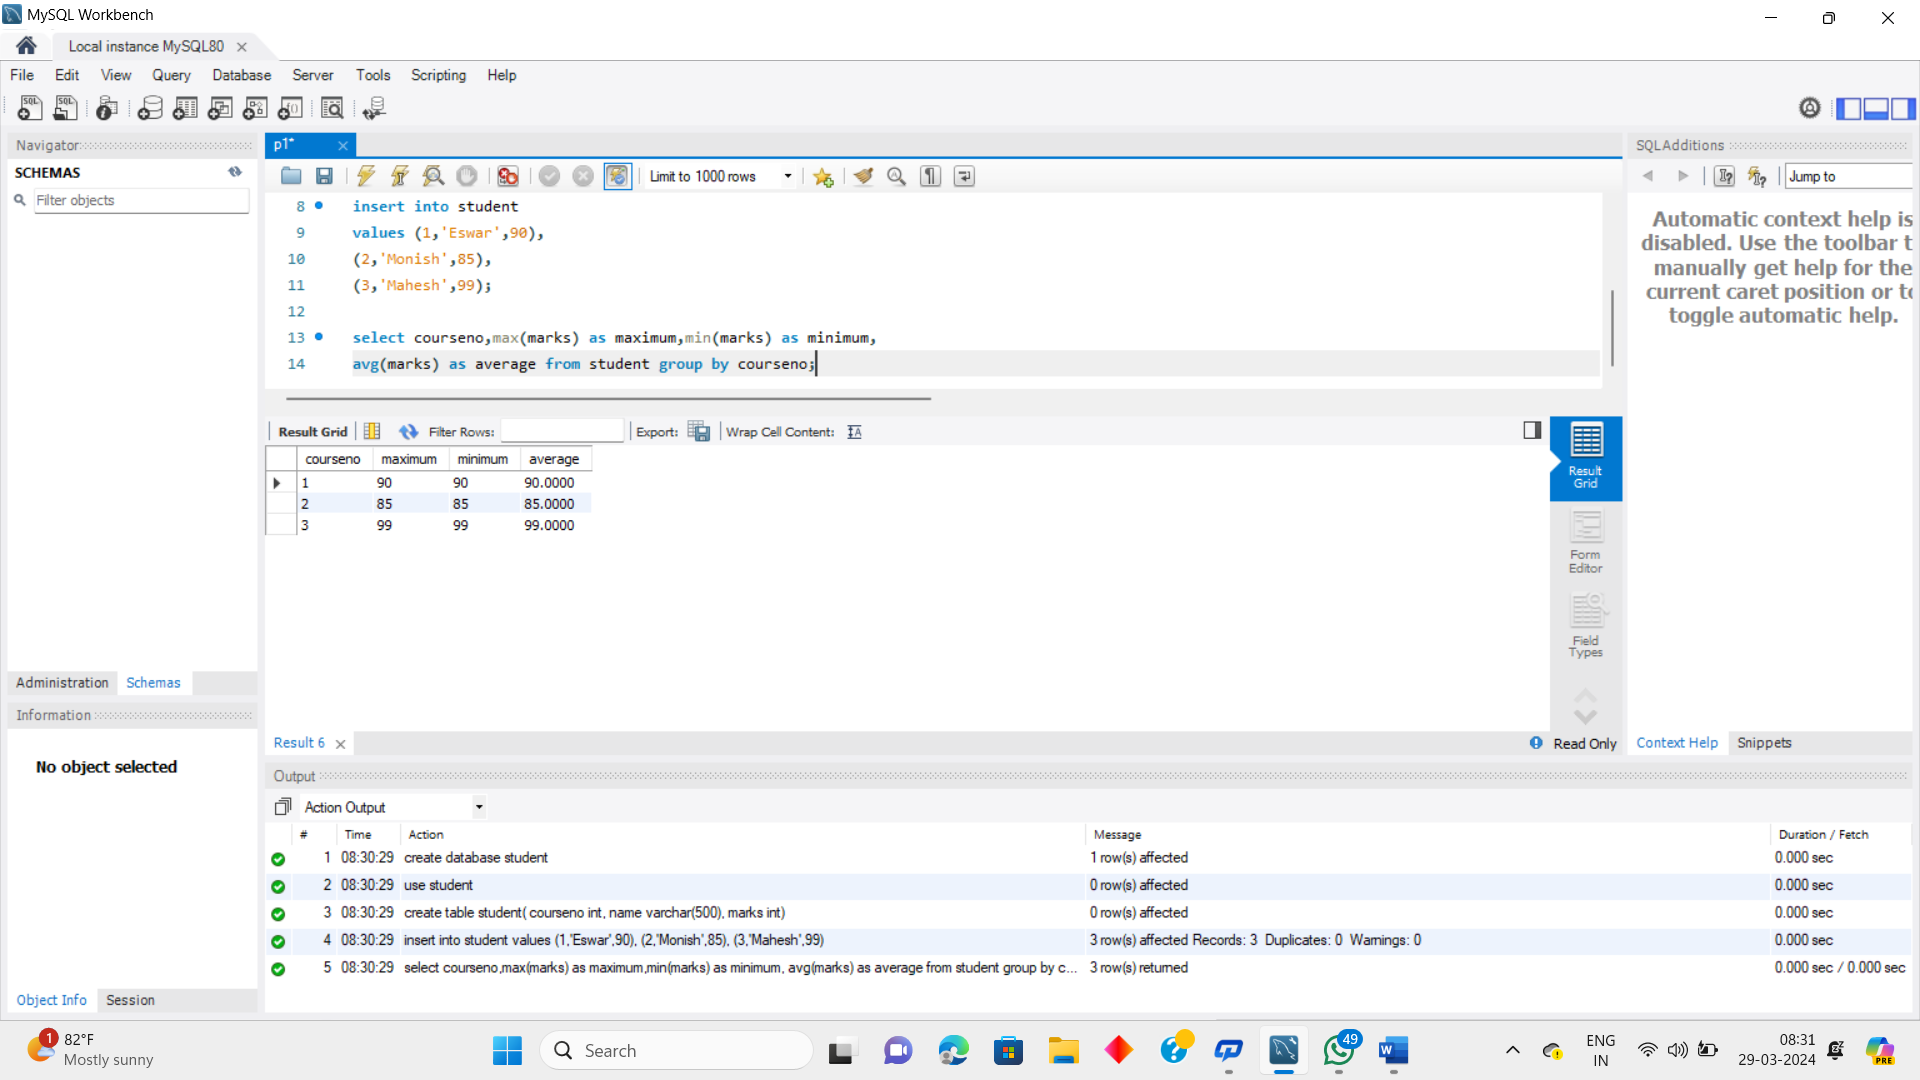 MySQL Workbench
Local instance MySQL80
File Edit View Query Database Server Tools Scripting Help
Navigator
SCHEMAS
Filter objects
Administration Schemas
Information
No object selected
Object Info Session
p1*
Limit to 1000 rows
8 insert into student
9 values (1,'Eswar',90),
10 (2,'Monish',85),
11 (3,'Mahesh',99);
12
13 select courseno,max(marks) as maximum,min(marks) as minimum,
14 avg(marks) as average from student group by courseno;
Result Grid Filter Rows: Export: Wrap Cell Content:
courseno maximum minimum average
1 90 90 90.0000
2 85 85 85.0000
3 99 99 99.0000
Result
Grid
Form
Editor
Field
Types
Result 6
Read Only
SQLAdditions
Jump to
Automatic context help is
disabled. Use the toolbar t
manually get help for the
current caret position or to
toggle automatic help.
Context Help Snippets
Output
Action Output
# Time Action Message Duration / Fetch
1 08:30:29 create database student 1 row(s) affected 0.000 sec
2 08:30:29 use student 0 row(s) affected 0.000 sec
3 08:30:29 create table student( courseno int, name varchar(500), marks int) 0 row(s) affected 0.000 sec
4 08:30:29 insert into student values (1,'Eswar',90), (2,'Monish',85), (3,'Mahesh',99) 3 row(s) affected Records: 3 Duplicates: 0 Warnings: 0 0.000 sec
5 08:30:29 select courseno,max(marks) as maximum,min(marks) as minimum, avg(marks) as average from student group by c... 3 row(s) returned 0.000 sec / 0.000 sec
1
82°F
Mostly sunny
Search
49
ENG
IN
08:31
29-03-2024
PRE